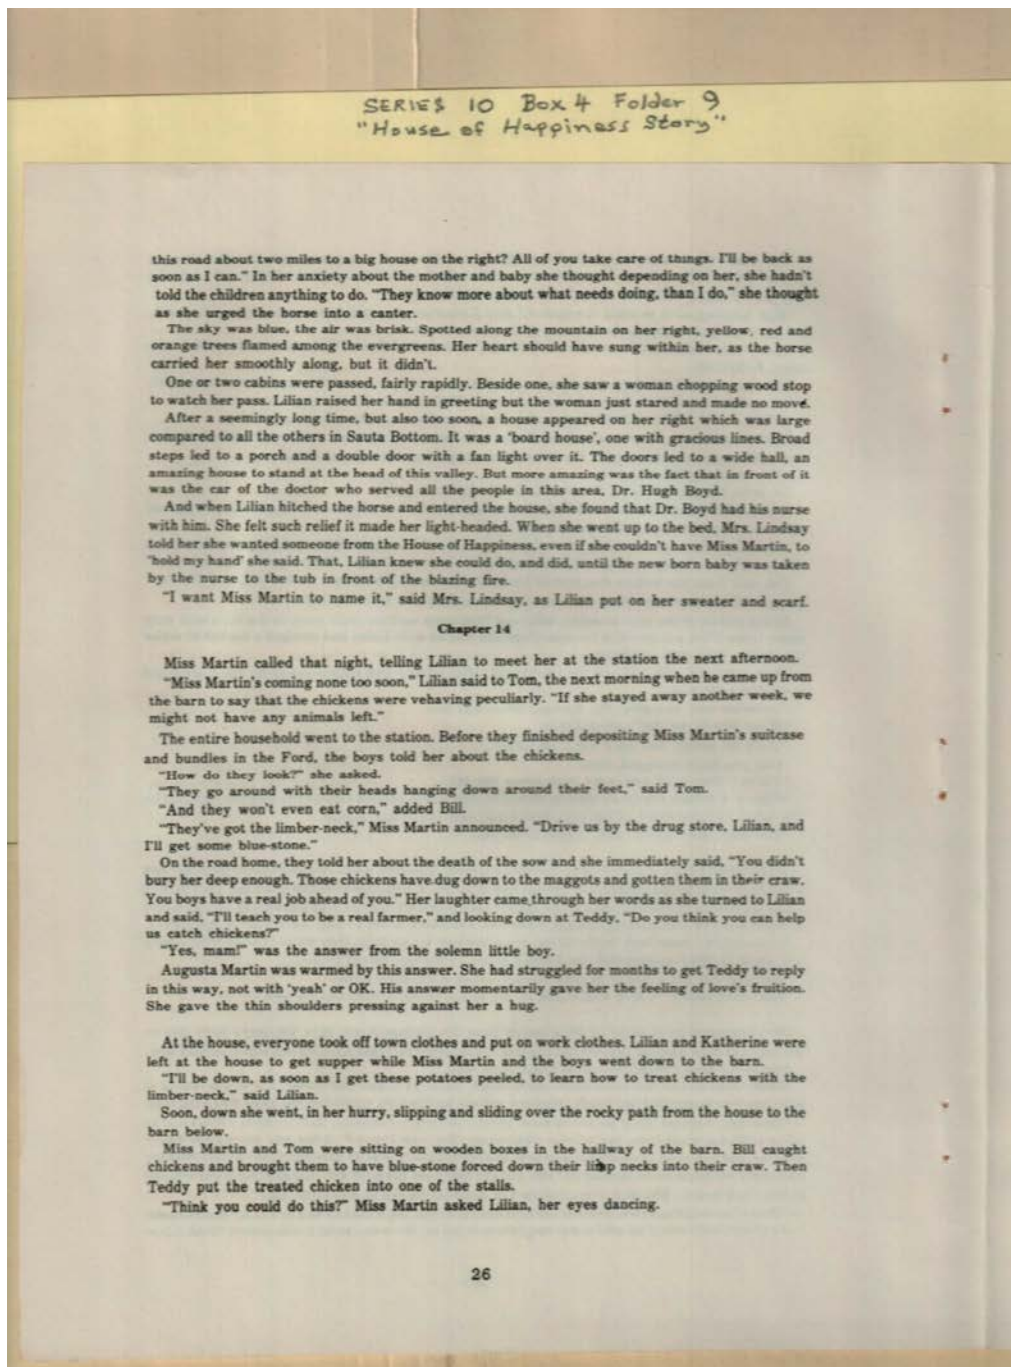 SERIES 10 Box 4 Folder 9
"House of Happiness Story"
this road about two miles to a big house on the right? All of you take care of things. I'll be back as
soon as I can." In her anxiety about the mother and baby she thought depending on her, she hadn't
told the children anything to do. "They know more about what needs doing, than I do," she thought
as she urged the horse into a canter.
The sky was blue, the air was brisk. Spotted along the mountain on her right, yellow, red and
orange trees flamed among the evergreens. Her heart should have sung within her, as the horse
carried her smoothly along, but it didn't.
One or two cabins were passed, fairly rapidly. Beside one, she saw a woman chopping wood stop
to watch her pass. Lilian raised her hand in greeting but the woman just stared and made no move.
After a seemingly long time, but also too soon, a house appeared on her right which was large
compared to all the others in Sauta Bottom. It was a 'board house', one with gracious lines. Broad
steps led to a porch and a double door with a fan light over it. The doors led to a wide hall, an
amazing house to stand at the head of this valley. But more amazing was the fact that in front of it
was the car of the doctor who served all the people in this area, Dr. Hugh Boyd.
And when Lilian hitched the horse and entered the house, she found that Dr. Boyd had his nurse
with him. She felt such relief it made her light-headed. When she went up to the bed, Mrs. Lindsay
told her she wanted someone from the House of Happiness, even if she couldn't have Miss Martin, to
"hold my hand" she said. That, Lilian knew she could do, and did, until the new born baby was taken
by the nurse to the tub in front of the blazing fire.
"I want Miss Martin to name it," said Mrs. Lindsay, as Lilian put on her sweater and scarf.
Chapter 14
Miss Martin called that night, telling Lilian to meet her at the station the next afternoon.
"Miss Martin's coming none too soon," Lilian said to Tom, the next morning when he came up from
the barn to say that the chickens were vehaving peculiarly. "If she stayed away another week, we
might not have any animals left."
The entire household went to the station. Before they finished depositing Miss Martin's suitcase
and bundles in the Ford, the boys told her about the chickens.
"How do they look?" she asked.
"They go around with their heads hanging down around their feet," said Tom.
"And they won't even eat corn," added Bill.
"They've got the limber-neck," Miss Martin announced. "Drive us by the drug store, Lilian, and
I'll get some blue-stone."
On the road home, they told her about the death of the sow and she immediately said, "You didn't
bury her deep enough. Those chickens have dug down to the maggots and gotten them in their craw.
You boys have a real job ahead of you." Her laughter came through her words as she turned to Lilian
and said, "I'll teach you to be a real farmer," and looking down at Teddy, "Do you think you can help
us catch chickens?"
"Yes, mam!" was the answer from the solemn little boy.
Augusta Martin was warmed by this answer. She had struggled for months to get Teddy to reply
in this way, not with 'yeah' or OK. His answer momentarily gave her the feeling of love's fruition.
She gave the thin shoulders pressing against her a hug.
At the house, everyone took off town clothes and put on work clothes. Lilian and Katherine were
left at the house to get supper while Miss Martin and the boys went down to the barn.
"I'll be down, as soon as I get these potatoes peeled, to learn how to treat chickens with the
limber-neck," said Lilian.
Soon, down she went, in her hurry, slipping and sliding over the rocky path from the house to the
barn below.
Miss Martin and Tom were sitting on wooden boxes in the hallway of the barn. Bill caught
chickens and brought them to have blue-stone forced down their limp necks into their craw. Then
Teddy put the treated chicken into one of the stalls.
"Think you could do this?" Miss Martin asked Lilian, her eyes dancing.
26